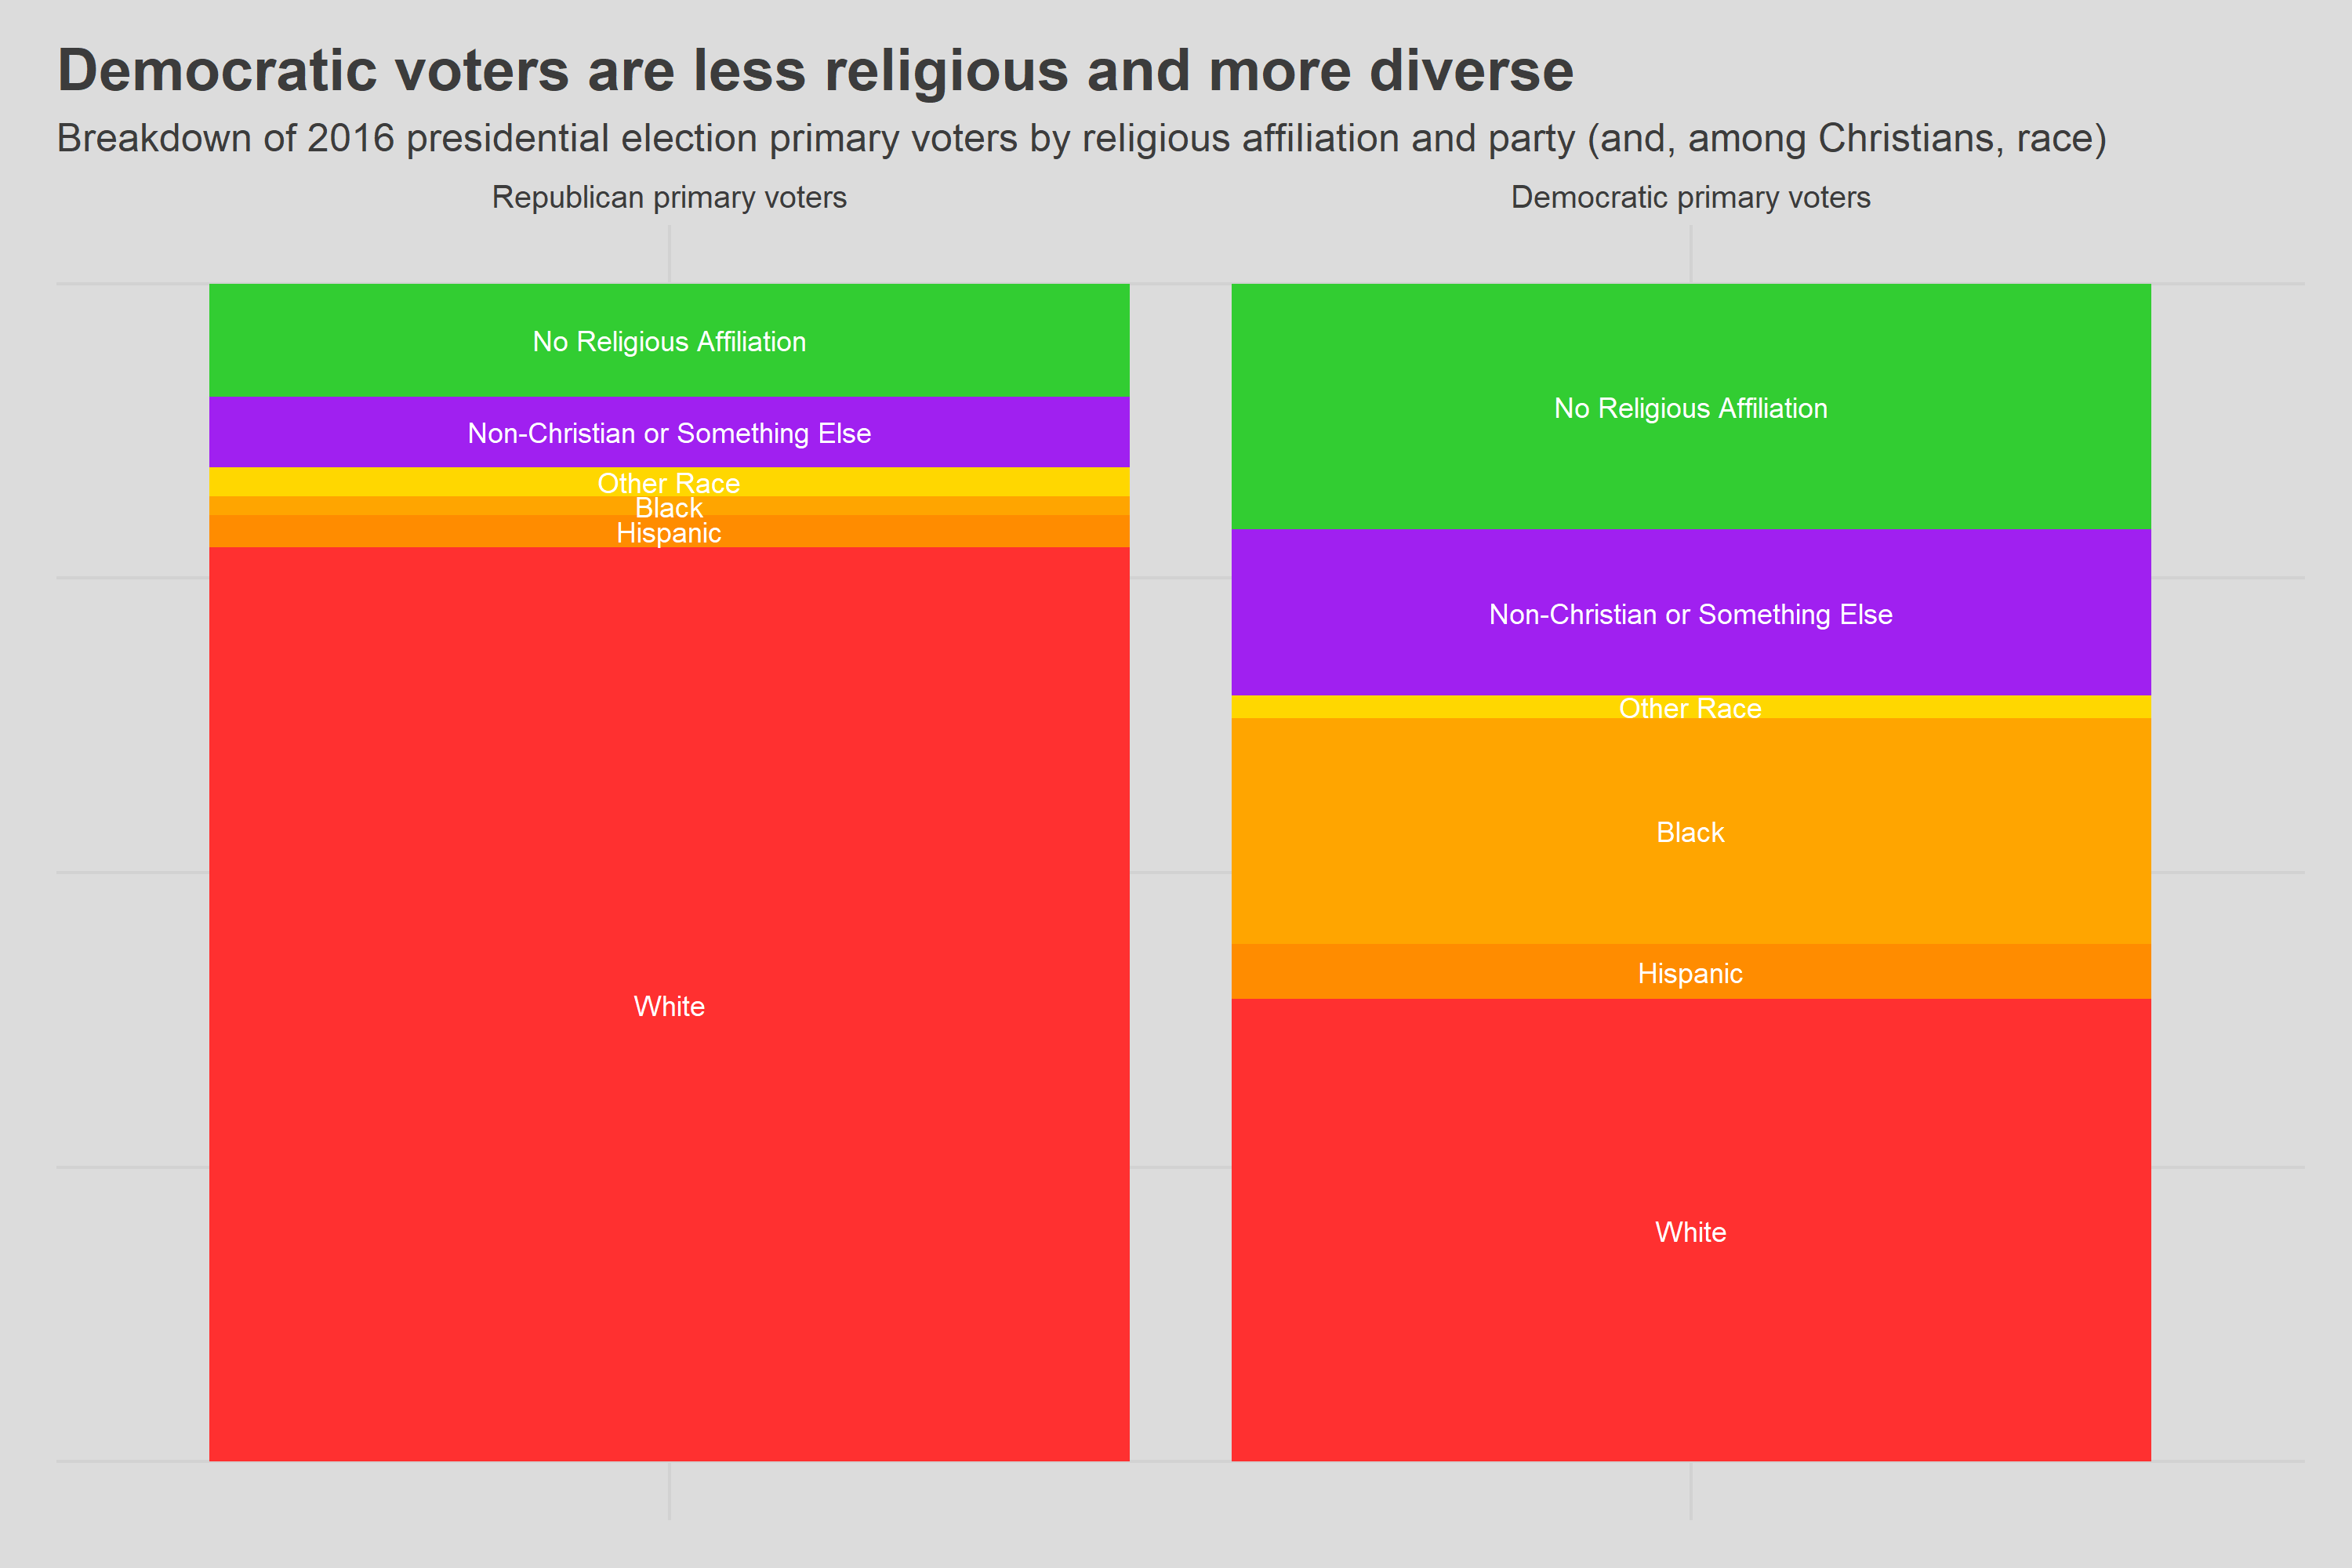 Democratic voters are less religious and more diverse
Breakdown of 2016 presidential election primary voters by religious affiliation and party (and, among Christians, race)
Republican primary voters
Democratic primary voters
No Religious Affiliation
Non-Christian or Something Else
Other Race
Black
Hispanic
White
No Religious Affiliation
Non-Christian or Something Else
Other Race
Black
Hispanic
White